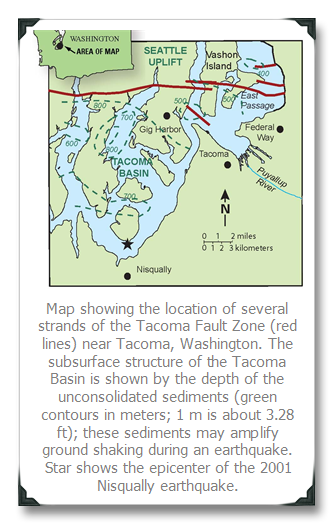 WASHINGTON
AREA OF MAP
SEATTLE
UPLIFT
Vashon
Island
400
500
East
Passage
800
700
500
600
Gig Harbor
Federal
Way
TACOMA
BASIN
Tacoma
Puyallup
River
700
N
0 1 2 miles
0 1 2 3 kilometers
Nisqually
Map showing the location of several
strands of the Tacoma Fault Zone (red
lines) near Tacoma, Washington. The
subsurface structure of the Tacoma
Basin is shown by the depth of the
unconsolidated sediments (green
contours in meters; 1 m is about 3.28
ft); these sediments may amplify
ground shaking during an earthquake.
Star shows the epicenter of the 2001
Nisqually earthquake.